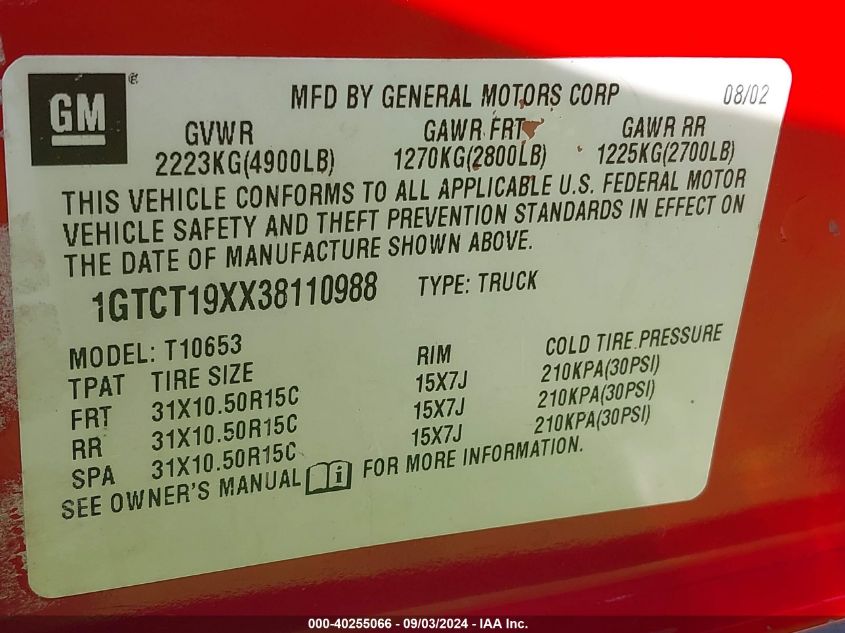 GM ®
MFD BY GENERAL MOTORS CORP 08/02
GVWR GAWR FRT GAWR RR
2223KG(4900LB) 1270KG(2800LB) 1225KG(2700LB)
THIS VEHICLE CONFORMS TO ALL APPLICABLE U.S. FEDERAL MOTOR
VEHICLE SAFETY AND THEFT PREVENTION STANDARDS IN EFFECT ON
THE DATE OF MANUFACTURE SHOWN ABOVE.
1GTCT19XX38110988 TYPE: TRUCK
MODEL: T10653
TPAT TIRE SIZE RIM COLD TIRE PRESSURE
FRT 31X10.50R15C 15X7J 210KPA(30PSI)
RR 31X10.50R15C 15X7J 210KPA(30PSI)
SPA 31X10.50R15C 15X7J 210KPA(30PSI)
SEE OWNER'S MANUAL i FOR MORE INFORMATION.
000-40255066 - 09/03/2024 - IAA Inc.